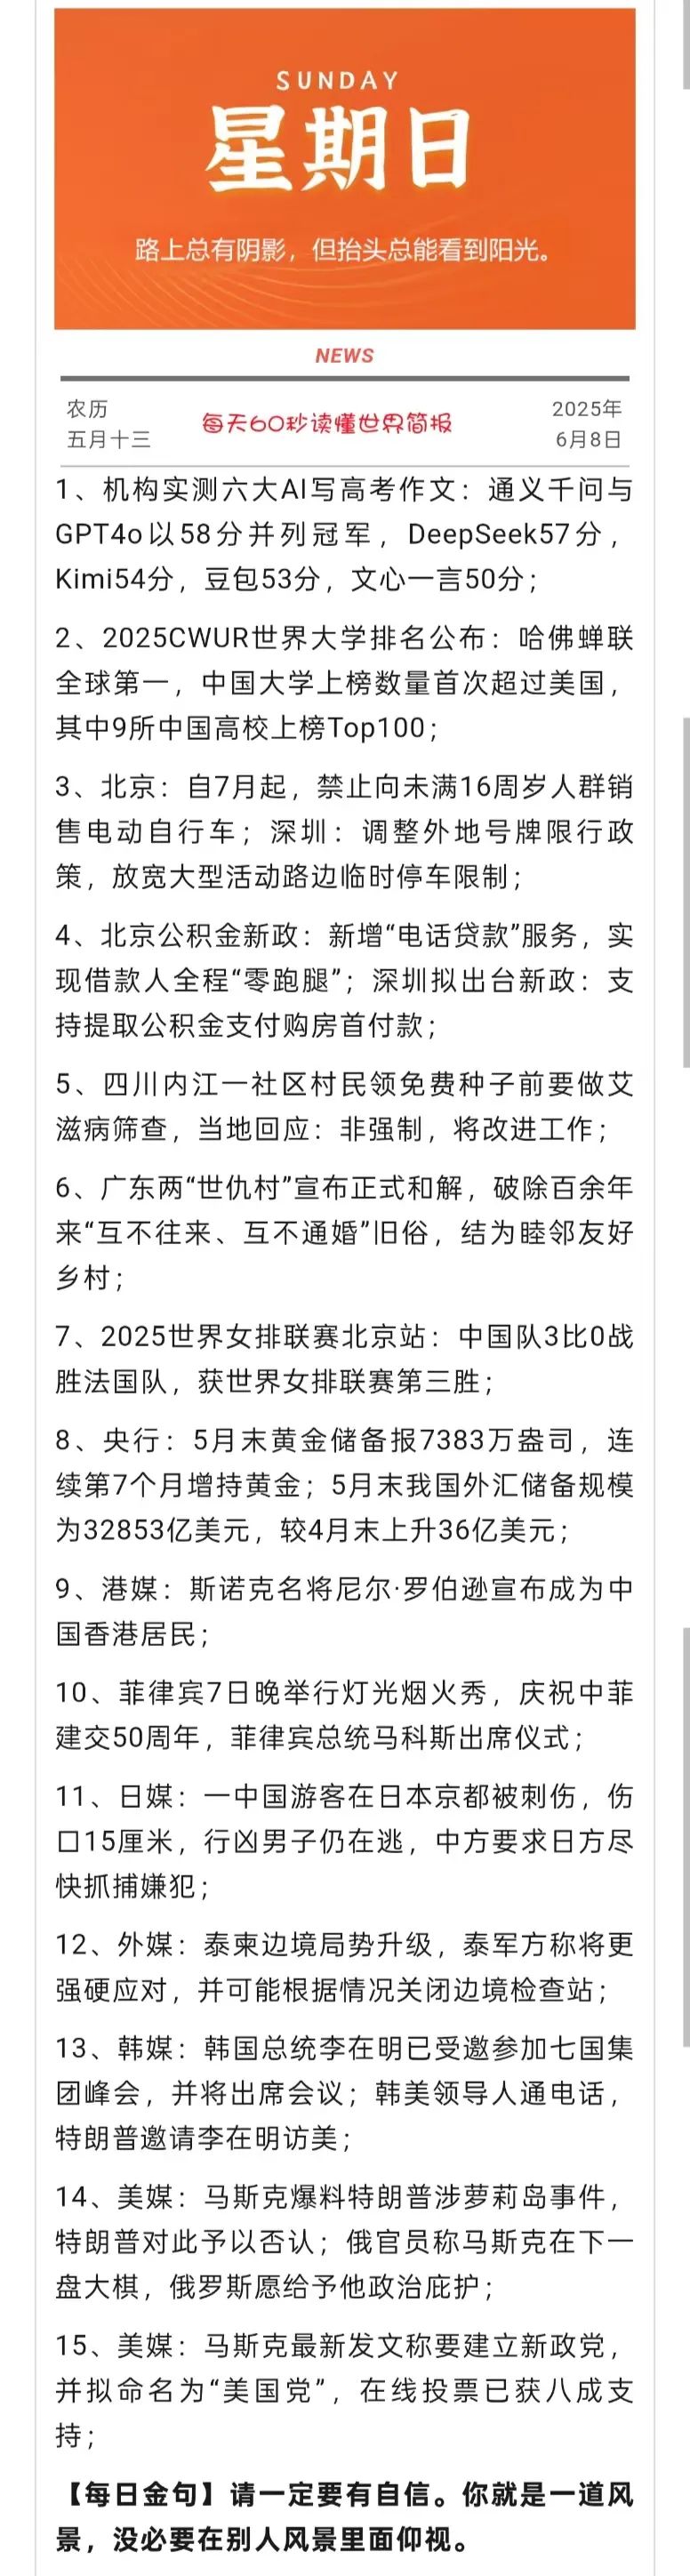 SUNDAY
星期日
路上总有阴影，但抬头总能看到阳光。
NEWS
农历
五月十三
每天60秒读懂世界简报
2025年
6月8日
1、机构实测六大AI写高考作文：通义千问与
GPT4o以58分并列冠军，DeepSeek57分，
Kimi54分，豆包53分，文心一言50分；
2、2025CWUR世界大学排名公布：哈佛蝉联
全球第一，中国大学上榜数量首次超过美国，
其中9所中国高校上榜Top100；
3、北京：自7月起，禁止向未满16周岁人群销
售电动自行车；深圳：调整外地号牌限行政
策，放宽大型活动路边临时停车限制；
4、北京公积金新政：新增“电话贷款”服务，实
现借款人全程“零跑腿”；深圳拟出台新政：支
持提取公积金支付购房首付款；
5、四川内江一社区村民领免费种子前要做艾
滋病筛查，当地回应：非强制，将改进工作；
6、广东两“世仇村”宣布正式和解，破除百余年
来“互不往来、互不通婚”旧俗，结为睦邻友好
乡村；
7、2025世界女排联赛北京站：中国队3比0战
胜法国队，获世界女排联赛第三胜；
8、央行：5月末黄金储备报7383万盎司，连
续第7个月增持黄金；5月末我国外汇储备规模
为32853亿美元，较4月末上升36亿美元；
9、港媒：斯诺克名将尼尔·罗伯逊宣布成为中
国香港居民；
10、菲律宾7日晚举行灯光烟火秀，庆祝中菲
建交50周年，菲律宾总统马科斯出席仪式；
11、日媒：一中国游客在日本京都被刺伤，伤
口15厘米，行凶男子仍在逃，中方要求日方尽
快抓捕嫌犯；
12、外媒：泰柬边境局势升级，泰军方称将更
强硬应对，并可能根据情况关闭边境检查站；
13、韩媒：韩国总统李在明已受邀参加七国集
团峰会，并将出席会议；韩美领导人通电话，
特朗普邀请李在明访美；
14、美媒：马斯克爆料特朗普涉萝莉岛事件，
特朗普对此予以否认；俄官员称马斯克在下一
盘大棋，俄罗斯愿给予他政治庇护；
15、美媒：马斯克最新发文称要建立新政党，
并拟命名为“美国党”，在线投票已获八成支
持；
【每日金句】请一定要有自信。你就是一道风
景，没必要在别人风景里面仰视。